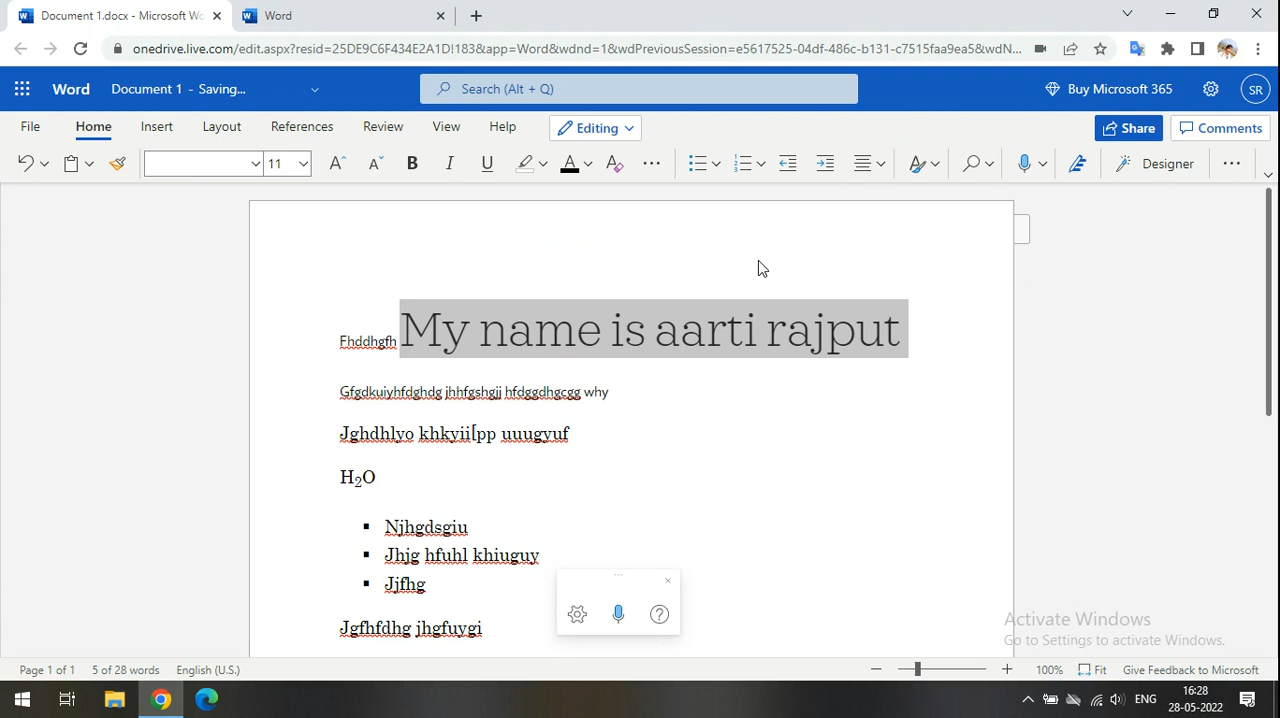 Document 1.docx - Microsoft Wo
Word
onedrive.live.com/edit.aspx?resid=25DE9C6F434E2A1D!183&app=Word&wdnd=1&wdPreviousSession=e5617525-04df-486c-b131-c7515faa9ea5&wdN...
Word Document 1 - Saving... Search (Alt + Q) Buy Microsoft 365 SR
File Home Insert Layout References Review View Help Editing Share Comments
11 A A B I U A A Designer
Fhddhgfh My name is aarti rajput
Gfgdkuiyhfdghdg jhhfgshgjj hfdggdhgcgg why
Jghdhlyo khkyii[pp uuugyuf
H₂O
Njhgdsgiu
Jhjg hfuhl khiuguy
Jjfhg
Jgfhfdhg jhgfuygi
Activate Windows
Go to Settings to activate Windows.
Page 1 of 1 5 of 28 words English (U.S.) 100% Fit Give Feedback to Microsoft
ENG 16:28
28-05-2022